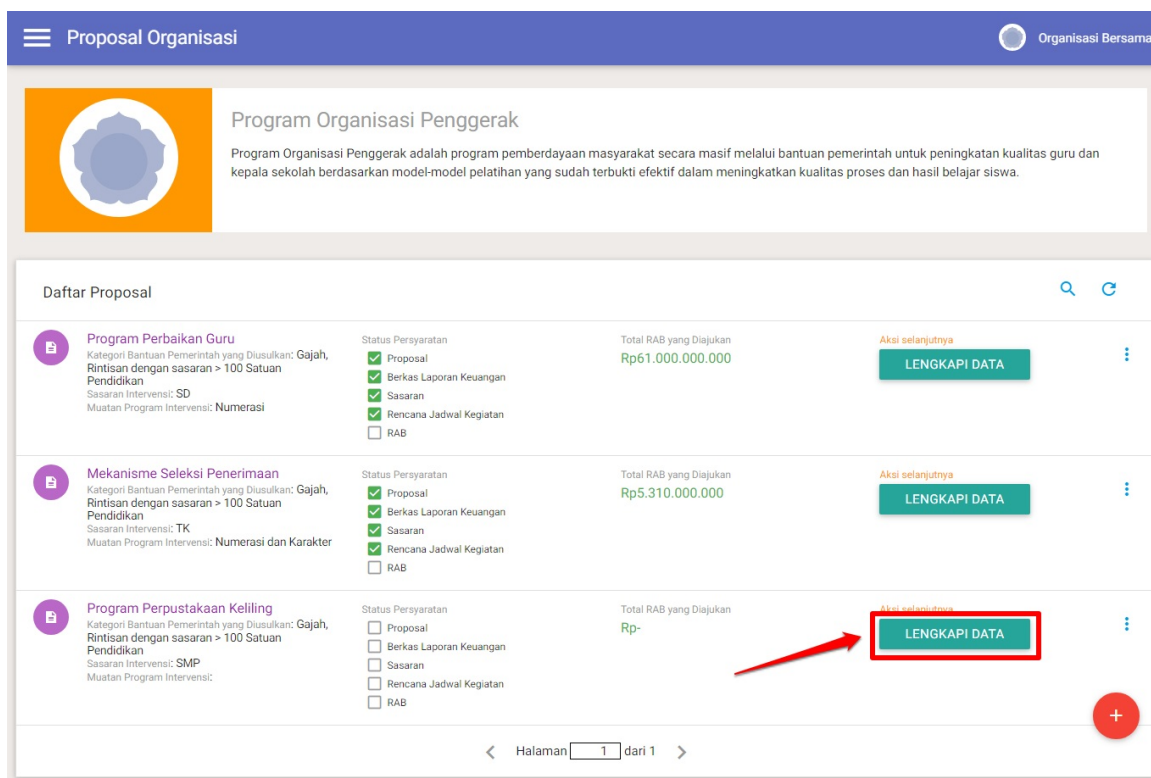 Proposal Organisasi
Organisasi Bersama
Program Organisasi Penggerak
Program Organisasi Penggerak adalah program pemberdayaan masyarakat secara masif melalui bantuan pemerintah untuk peningkatan kualitas guru dan
kepala sekolah berdasarkan model-model pelatihan yang sudah terbukti efektif dalam meningkatkan kualitas proses dan hasil belajar siswa.
Daftar Proposal
Program Perbaikan Guru
Kategori Bantuan Pemerintah yang Diusulkan: Gajah,
Rintisan dengan sasaran > 100 Satuan
Pendidikan
Sasaran Intervensi: SD
Muatan Program Intervensi: Numerasi
Status Persyaratan
Proposal
Berkas Laporan Keuangan
Sasaran
Rencana Jadwal Kegiatan
RAB
Total RAB yang Diajukan
Rp61.000.000.000
Aksi selanjutnya
LENGKAPI DATA
Mekanisme Seleksi Penerimaan
Kategori Bantuan Pemerintah yang Diusulkan: Gajah,
Rintisan dengan sasaran > 100 Satuan
Pendidikan
Sasaran Intervensi: TK
Muatan Program Intervensi: Numerasi dan Karakter
Status Persyaratan
Proposal
Berkas Laporan Keuangan
Sasaran
Rencana Jadwal Kegiatan
RAB
Total RAB yang Diajukan
Rp5.310.000.000
Aksi selanjutnya
LENGKAPI DATA
Program Perpustakaan Keliling
Kategori Bantuan Pemerintah yang Diusulkan: Gajah,
Rintisan dengan sasaran > 100 Satuan
Pendidikan
Sasaran Intervensi: SMP
Muatan Program Intervensi:
Status Persyaratan
Proposal
Berkas Laporan Keuangan
Sasaran
Rencana Jadwal Kegiatan
RAB
Total RAB yang Diajukan
Rp-
Aksi selanjutnya
LENGKAPI DATA
Halaman 1 dari 1